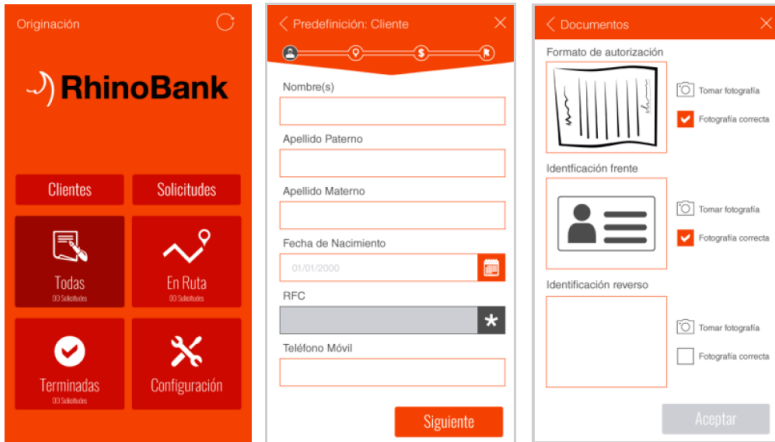 Originación
RhinoBank
Clientes
Solicitudes
Todas
00 Solicitudes
En Ruta
00 Solicitudes
Terminadas
00 Solicitudes
Configuración
Predefinición: Cliente
$
Nombre(s)
Apellido Paterno
Apellido Materno
Fecha de Nacimiento
01/01/2000
RFC
*
Teléfono Móvil
Siguiente
Documentos
Formato de autorización
Tomar fotografía
Fotografía correcta
Identficación frente
Tomar fotografía
Fotografía correcta
Identificación reverso
Tomar fotografía
Fotografía correcta
Aceptar